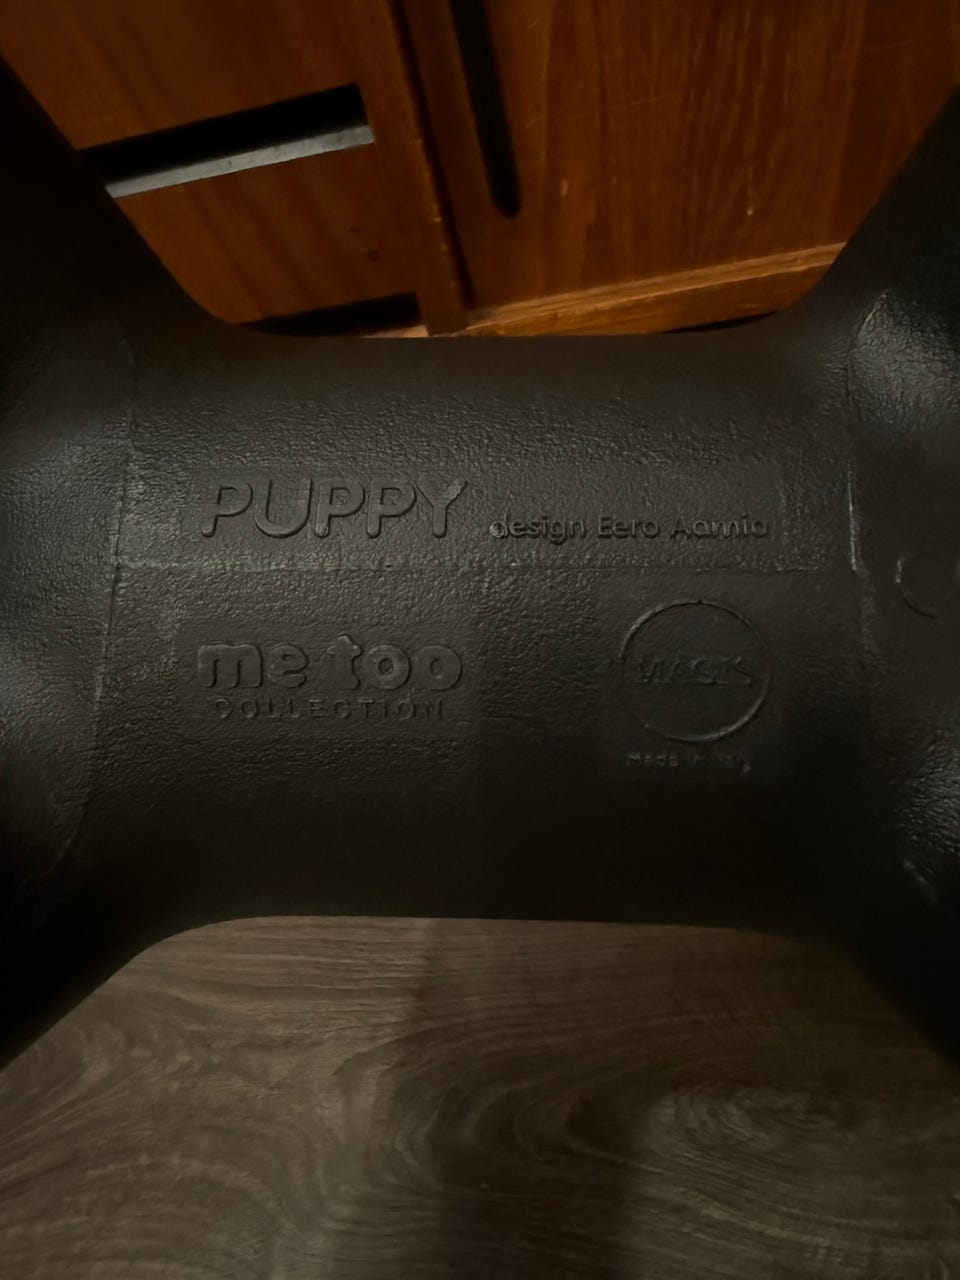 PUPPY design Eero Aarnio
me too
COLLECTION
MAGIS
Made in Italy